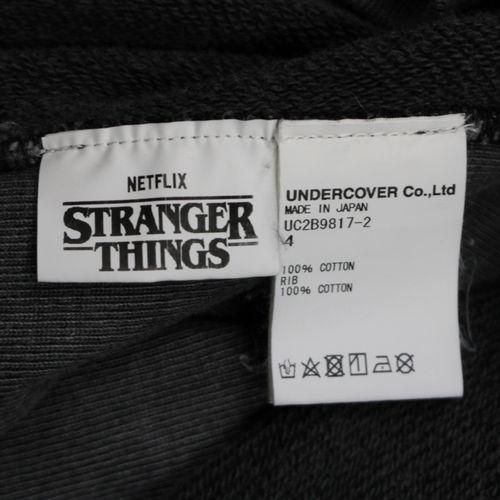 NETFLIX
STRANGER
THINGS
UNDERCOVER Co.,Ltd
MADE IN JAPAN
UC2B9817-2
4
100% COTTON
RIB
100% COTTON